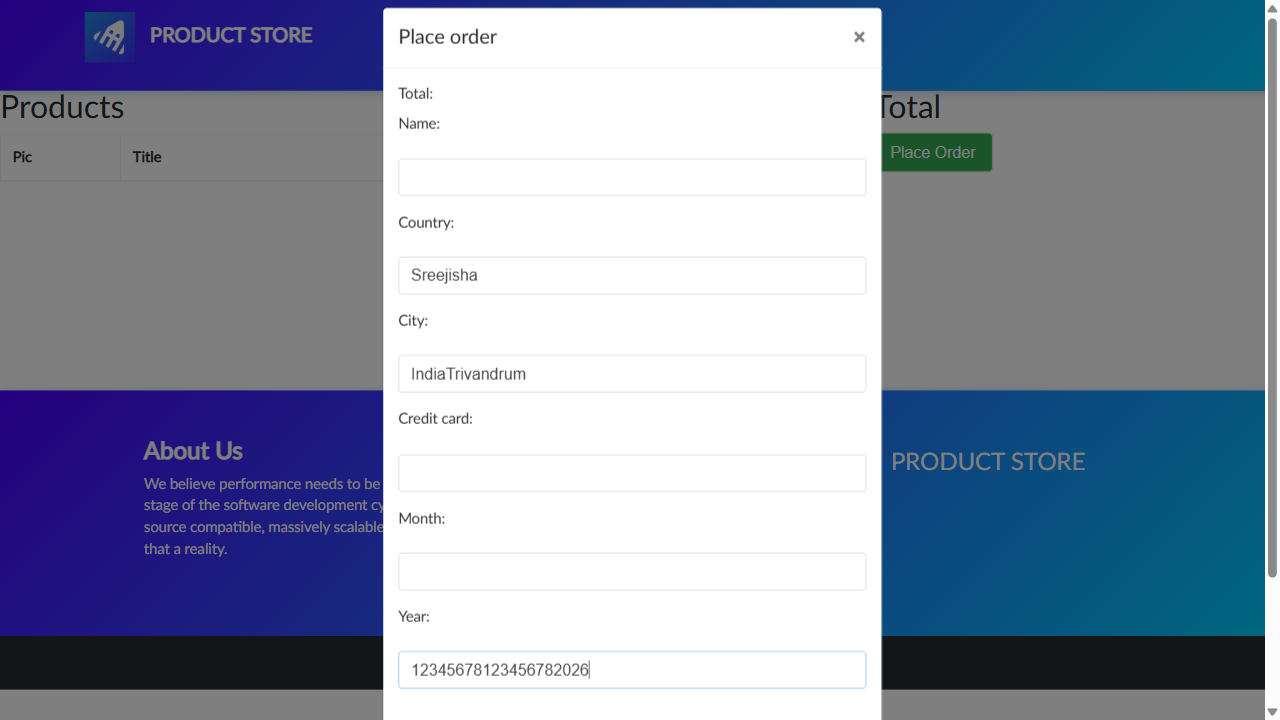 PRODUCT STORE
Place order
×
Products
Total
Total:
Name:
Pic
Title
Place Order
Country:
Sreejisha
City:
IndiaTrivandrum
Credit card:
About Us
PRODUCT STORE
We believe performance needs to be
stage of the software development cy
source compatible, massively scalable
that a reality.
Month:
Year:
12345678123456782026